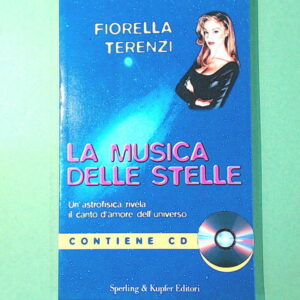 FIORELLA
TERENZI
LA MUSICA
DELLE STELLE
Un'astrofisica rivela
il canto d'amore dell'universo
CONTIENE CD
Sperling & Kupfer Editori